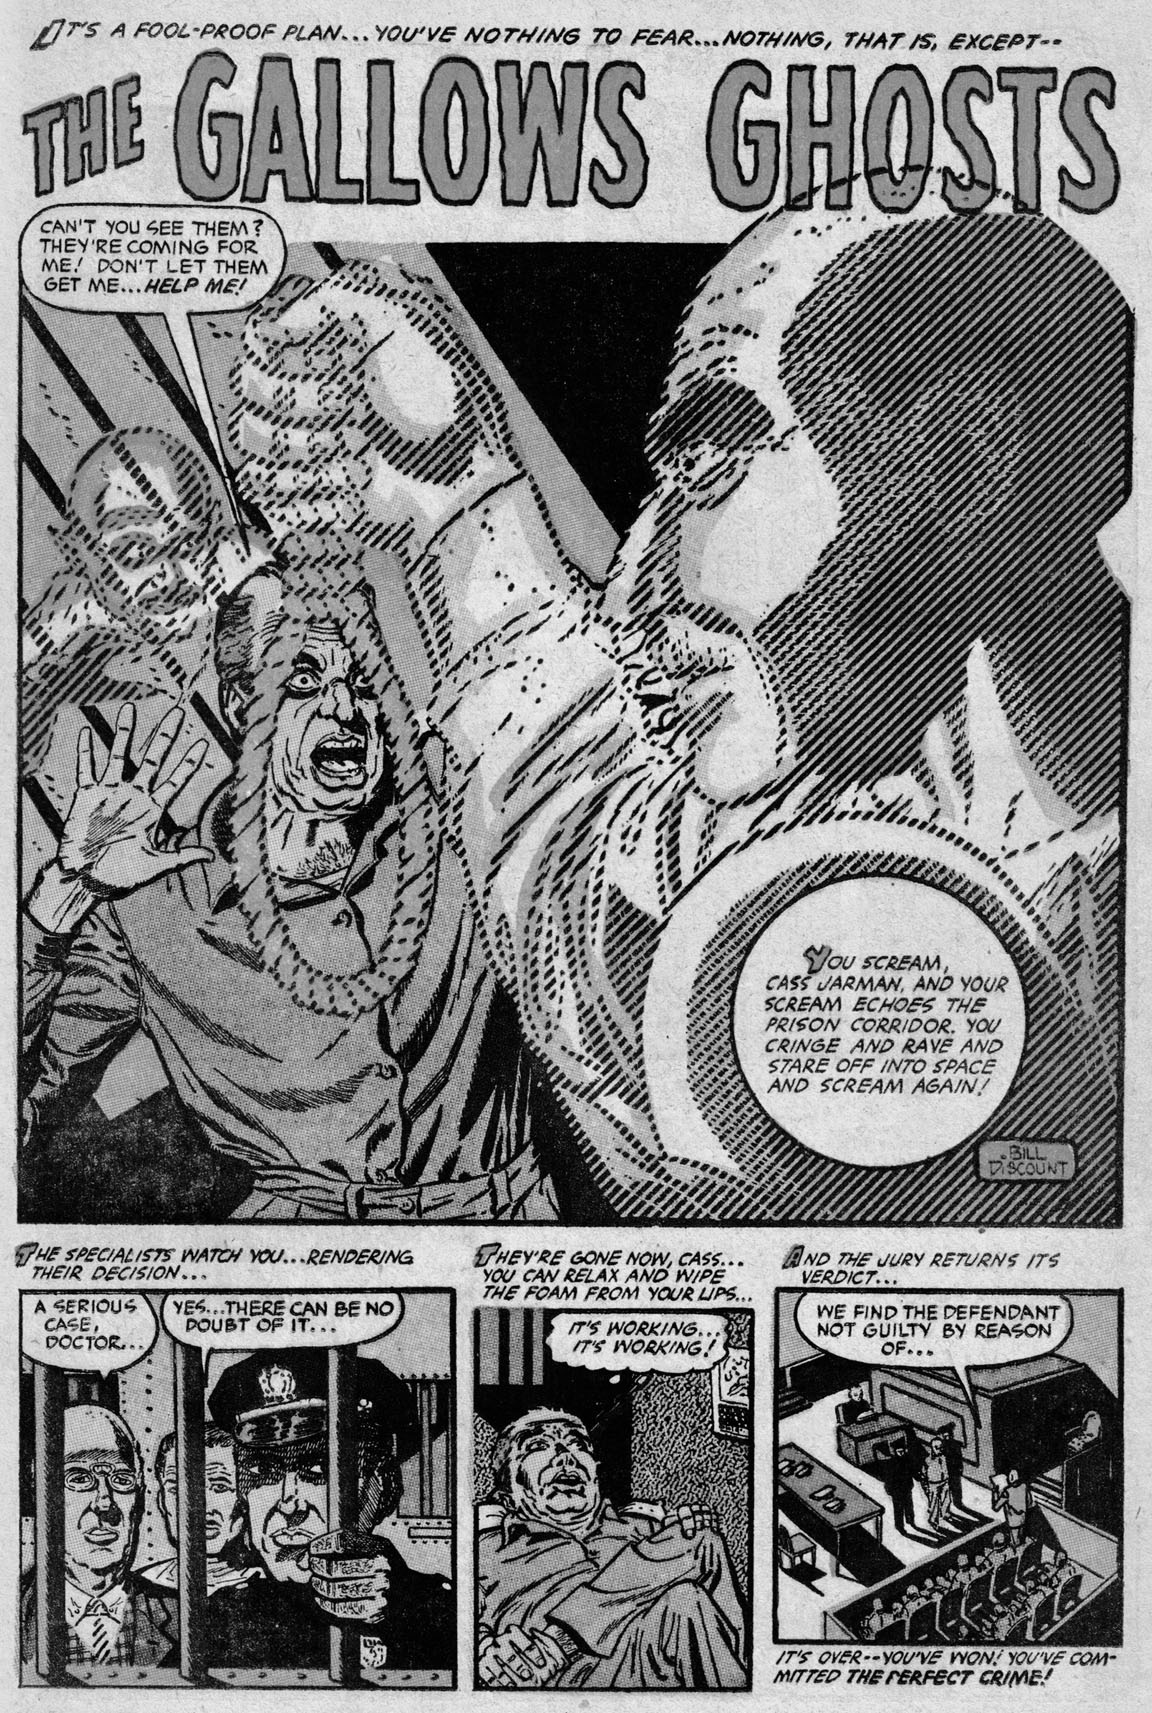 IT'S A FOOL-PROOF PLAN...YOU'VE NOTHING TO FEAR...NOTHING, THAT IS, EXCEPT--
THE GALLOWS GHOSTS
CAN'T YOU SEE THEM?
THEY'RE COMING FOR
ME! DON'T LET THEM
GET ME...HELP ME!
YOU SCREAM,
CASS JARMAN, AND YOUR
SCREAM ECHOES THE
PRISON CORRIDOR. YOU
CRINGE AND RAVE AND
STARE OFF INTO SPACE
AND SCREAM AGAIN!
BILL
DISCOUNT
THE SPECIALISTS WATCH YOU...RENDERING
THEIR DECISION...
A SERIOUS
CASE,
DOCTOR...
YES...THERE CAN BE NO
DOUBT OF IT...
THEY'RE GONE NOW, CASS...
YOU CAN RELAX AND WIPE
THE FOAM FROM YOUR LIPS...
IT'S WORKING...
IT'S WORKING!
AND THE JURY RETURNS ITS
VERDICT...
WE FIND THE DEFENDANT
NOT GUILTY BY REASON
OF...
IT'S OVER--YOU'VE WON! YOU'VE COM-
MITTED THE PERFECT CRIME!